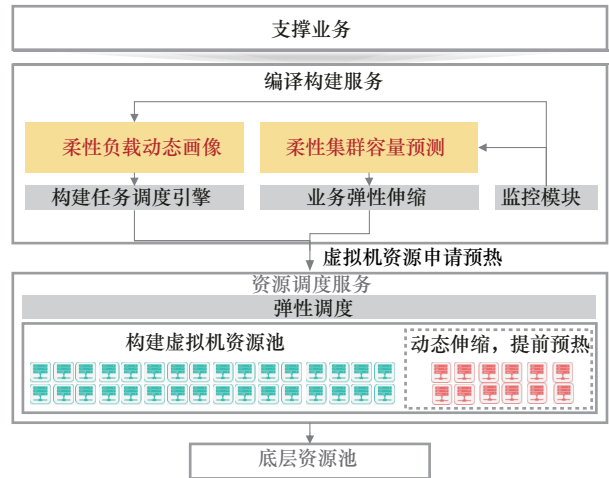 支撑业务
编译构建服务
柔性负载动态画像
柔性集群容量预测
构建任务调度引擎
业务弹性伸缩
监控模块
虚拟机资源申请预热
资源调度服务
弹性调度
构建虚拟机资源池
动态伸缩，提前预热
底层资源池